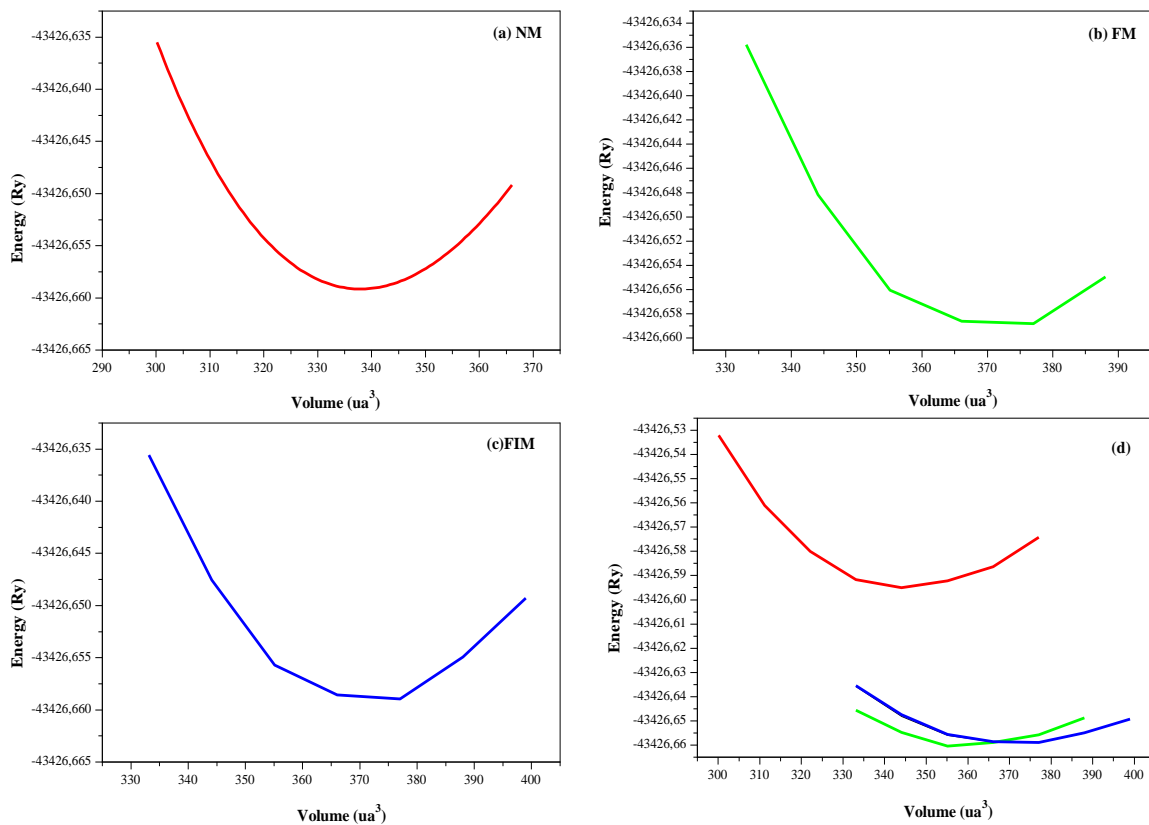 (a) NM
-43426,635
-43426,640
-43426,645
-43426,650
-43426,655
-43426,660
-43426,665
Energy (Ry)
290 300 310 320 330 340 350 360 370
Volume (ua³)
(b) FM
-43426,634
-43426,636
-43426,638
-43426,640
-43426,642
-43426,644
-43426,646
-43426,648
-43426,650
-43426,652
-43426,654
-43426,656
-43426,658
-43426,660
Energy (Ry)
330 340 350 360 370 380 390
Volume (ua³)
(c)FIM
-43426,635
-43426,640
-43426,645
-43426,650
-43426,655
-43426,660
-43426,665
Energy (Ry)
330 340 350 360 370 380 390 400
Volume (ua³)
(d)
-43426,53
-43426,54
-43426,55
-43426,56
-43426,57
-43426,58
-43426,59
-43426,60
-43426,61
-43426,62
-43426,63
-43426,64
-43426,65
-43426,66
Energy (Ry)
300 310 320 330 340 350 360 370 380 390 400
Volume (ua³)